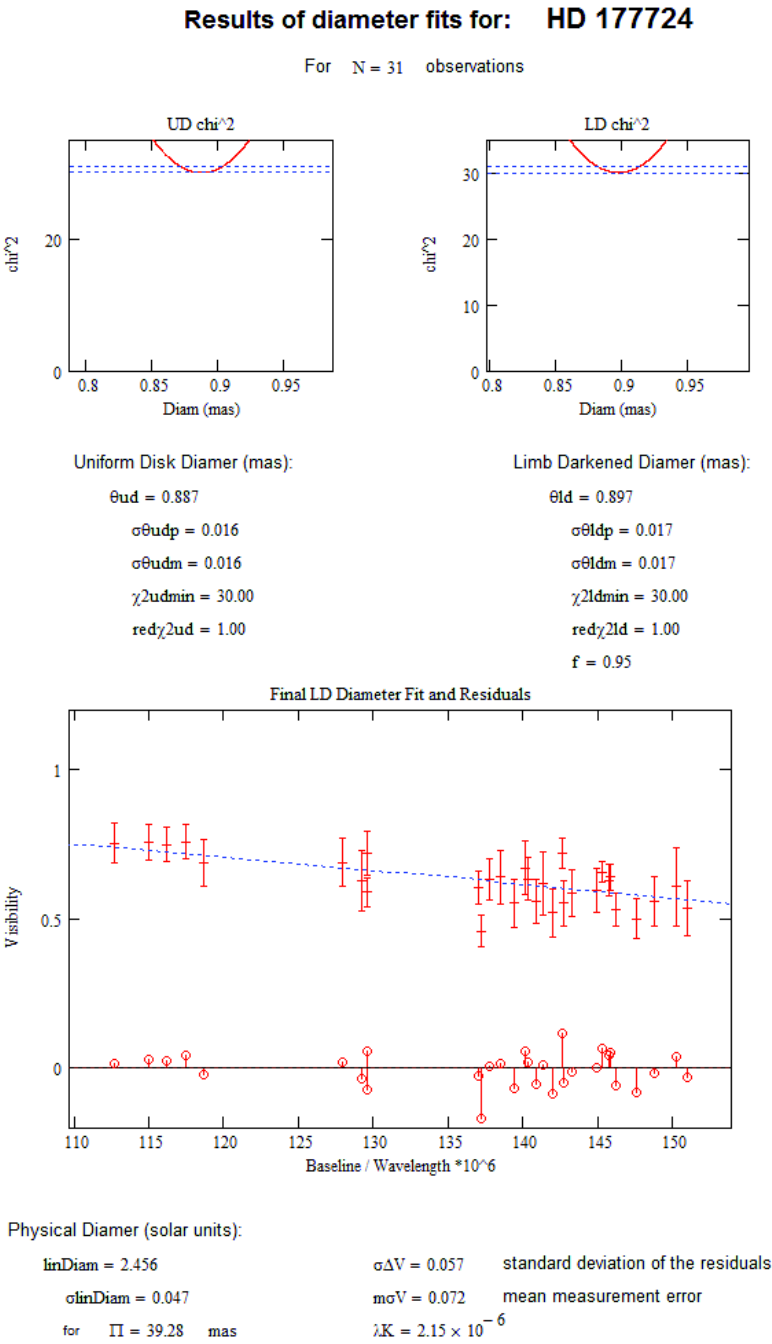 Results of diameter fits for: HD 177724
For N = 31 observations
UD chi^2
LD chi^2
20
0
chi^2
0.8 0.85 0.9 0.95
Diam (mas)
30
20
10
0
chi^2
0.8 0.85 0.9 0.95
Diam (mas)
Uniform Disk Diamer (mas):
θud = 0.887
σθudp = 0.016
σθudm = 0.016
χ2udmin = 30.00
redχ2ud = 1.00
Limb Darkened Diamer (mas):
θld = 0.897
σθldp = 0.017
σθldm = 0.017
χ2ldmin = 30.00
redχ2ld = 1.00
f = 0.95
Final LD Diameter Fit and Residuals
1
0.5
0
Visibility
110 115 120 125 130 135 140 145 150
Baseline / Wavelength *10^6
Physical Diamer (solar units):
linDiam = 2.456
σlinDiam = 0.047
for Π = 39.28 mas
σΔV = 0.057 standard deviation of the residuals
mσV = 0.072 mean measurement error
λK = 2.15 × 10⁻⁶